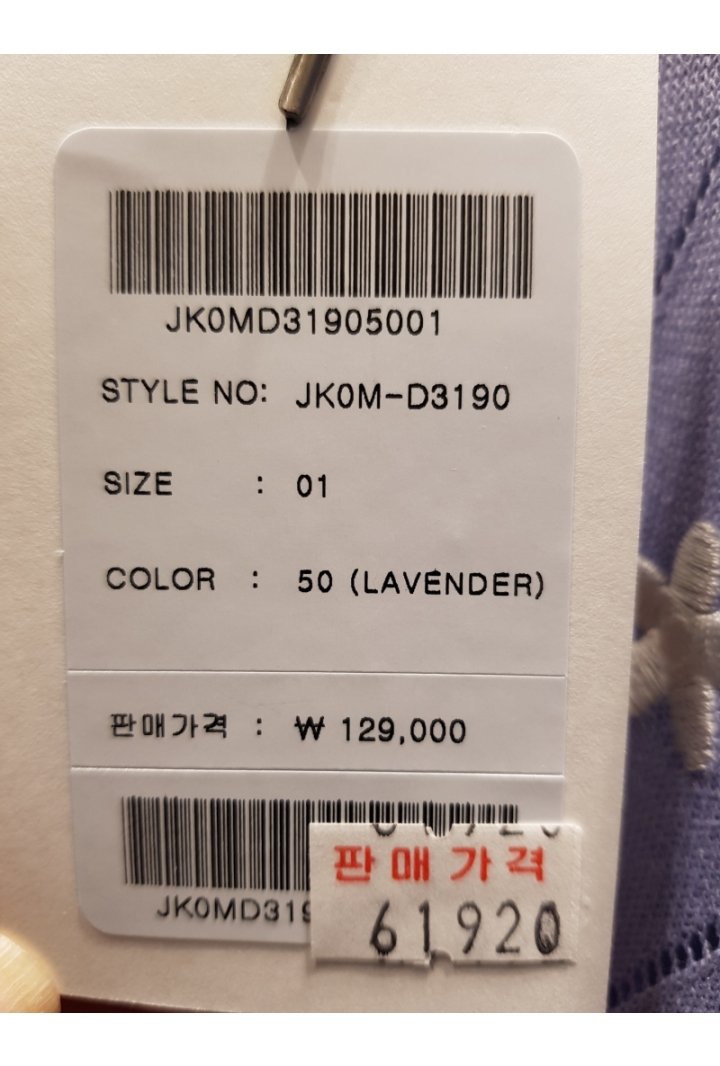 JK0MD31905001
STYLE NO: JK0M-D3190
SIZE : 01
COLOR : 50 (LAVENDER)
판매가격 : ₩ 129,000
JK0MD319
판매가격
61920